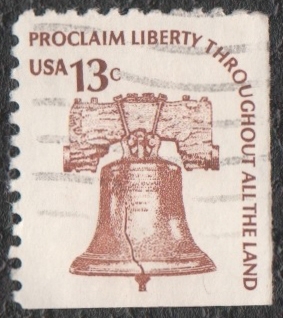 PROCLAIM LIBERTY THROUGHOUT ALL THE LAND
USA 13c